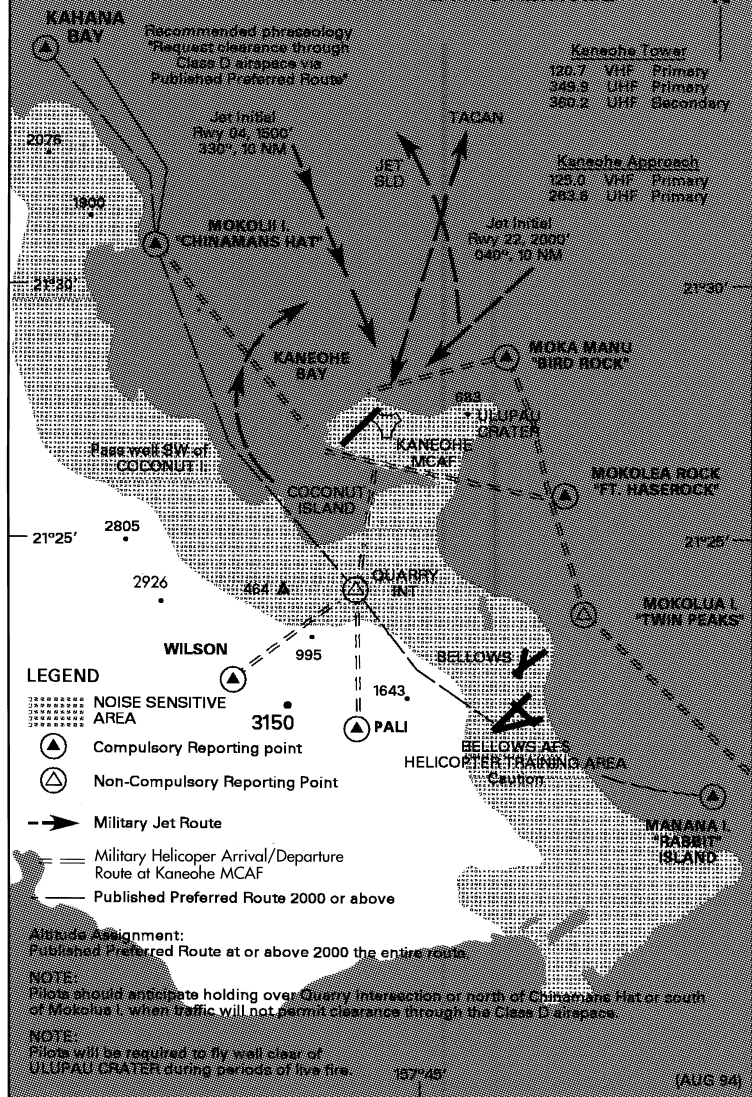 KAHANA
BAY
Recommended phraseology
"Request clearance through
Class D airspace via
Published Preferred Route"
Kaneohe Tower
120.7 VHF Primary
349.9 UHF Primary
360.2 UHF Secondary
Jet Initial
Rwy 04, 1500'
330°, 10 NM
TACAN
JET
SLD
Kaneohe Approach
125.0 VHF Primary
263.6 UHF Primary
2076
1900
MOKOLII I.
"CHINAMANS HAT"
Jet Initial
Rwy 22, 2000'
040°, 10 NM
21°30'
21°30'
KANEOHE
BAY
MOKA MANU
"BIRD ROCK"
683
ULUPAU
CRATER
KANEOHE
MCAF
Pass well SW of
COCONUT I.
COCONUT
ISLAND
MOKOLEA ROCK
"FT. HASEROCK"
21°25'
2805
21°25'
2926
464
QUARRY
INT
MOKOLUA I.
"TWIN PEAKS"
WILSON
995
BELLOWS
LEGEND
NOISE SENSITIVE
AREA
3150
1643
PALI
Compulsory Reporting point
BELLOWS AFS
HELICOPTER TRAINING AREA
Caution
Non-Compulsory Reporting Point
Military Jet Route
MANANA I.
"RABBIT"
ISLAND
Military Helicoper Arrival/Departure
Route at Kaneohe MCAF
Published Preferred Route 2000 or above
Altitude Assignment:
Published Preferred Route at or above 2000 the entire route.
NOTE:
Pilots should anticipate holding over Quarry Intersection or north of Chinamans Hat or south
of Mokolua I. when traffic will not permit clearance through the Class D airspace.
NOTE:
Pilots will be required to fly well clear of
ULUPAU CRATER during periods of live fire.
157°45'
(AUG 94)